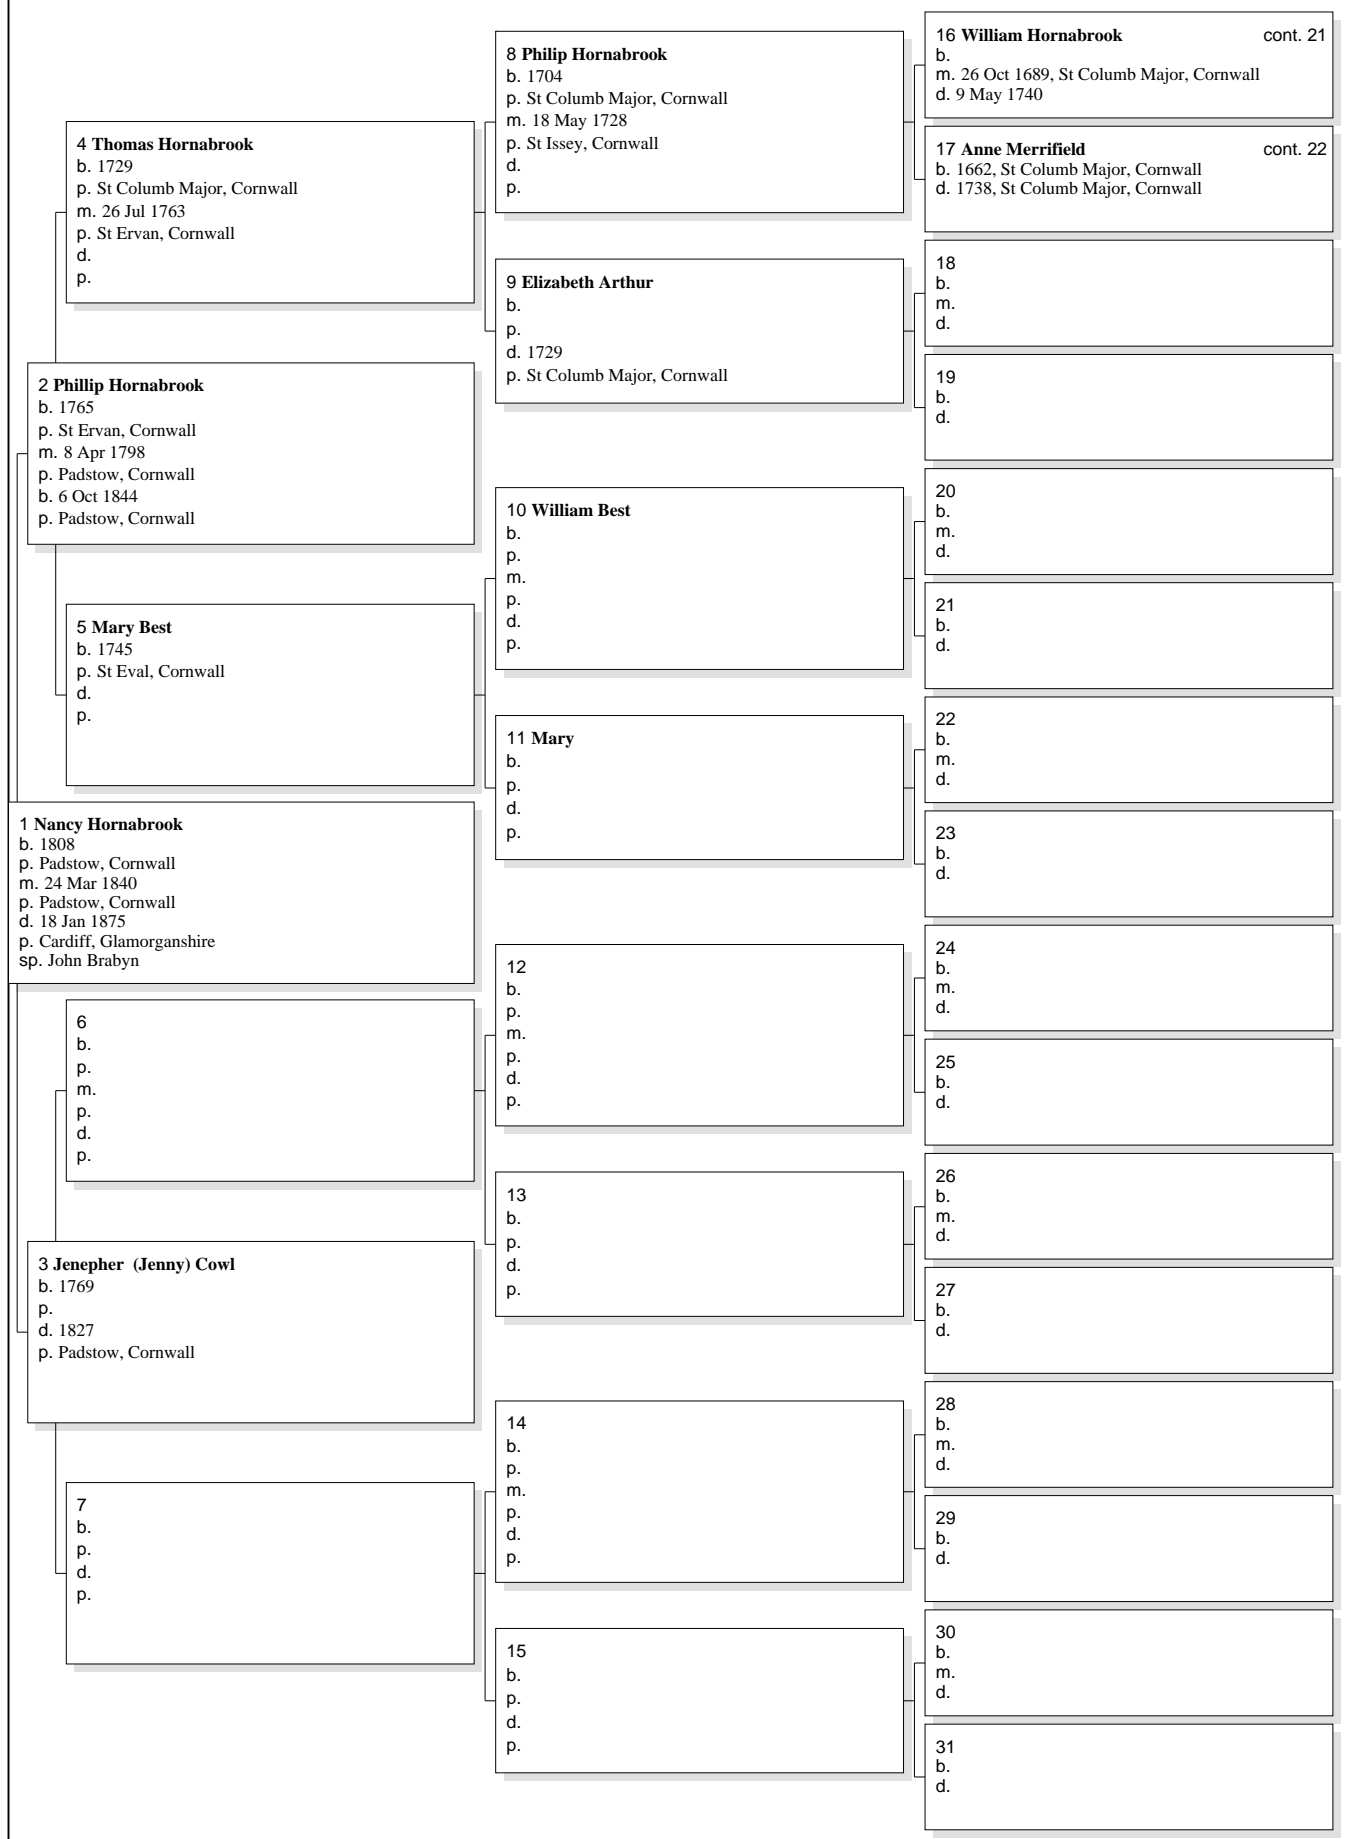 16 William Hornabrook cont. 21
b.
m. 26 Oct 1689, St Columb Major, Cornwall
d. 9 May 1740
8 Philip Hornabrook
b. 1704
p. St Columb Major, Cornwall
m. 18 May 1728
p. St Issey, Cornwall
d.
p.
17 Anne Merrifield cont. 22
b. 1662, St Columb Major, Cornwall
d. 1738, St Columb Major, Cornwall
4 Thomas Hornabrook
b. 1729
p. St Columb Major, Cornwall
m. 26 Jul 1763
p. St Ervan, Cornwall
d.
p.
18
b.
m.
d.
9 Elizabeth Arthur
b.
p.
d. 1729
p. St Columb Major, Cornwall
19
b.
d.
2 Phillip Hornabrook
b. 1765
p. St Ervan, Cornwall
m. 8 Apr 1798
p. Padstow, Cornwall
b. 6 Oct 1844
p. Padstow, Cornwall
20
b.
m.
d.
10 William Best
b.
p.
m.
p.
d.
p.
21
b.
d.
5 Mary Best
b. 1745
p. St Eval, Cornwall
d.
p.
22
b.
m.
d.
11 Mary
b.
p.
d.
p.
23
b.
d.
1 Nancy Hornabrook
b. 1808
p. Padstow, Cornwall
m. 24 Mar 1840
p. Padstow, Cornwall
d. 18 Jan 1875
p. Cardiff, Glamorganshire
sp. John Brabyn
24
b.
m.
d.
12
b.
p.
m.
p.
d.
p.
25
b.
d.
6
b.
p.
m.
p.
d.
p.
26
b.
m.
d.
13
b.
p.
d.
p.
27
b.
d.
3 Jenepher (Jenny) Cowl
b. 1769
p.
d. 1827
p. Padstow, Cornwall
28
b.
m.
d.
14
b.
p.
m.
p.
d.
p.
29
b.
d.
7
b.
p.
d.
p.
30
b.
m.
d.
15
b.
p.
d.
p.
31
b.
d.